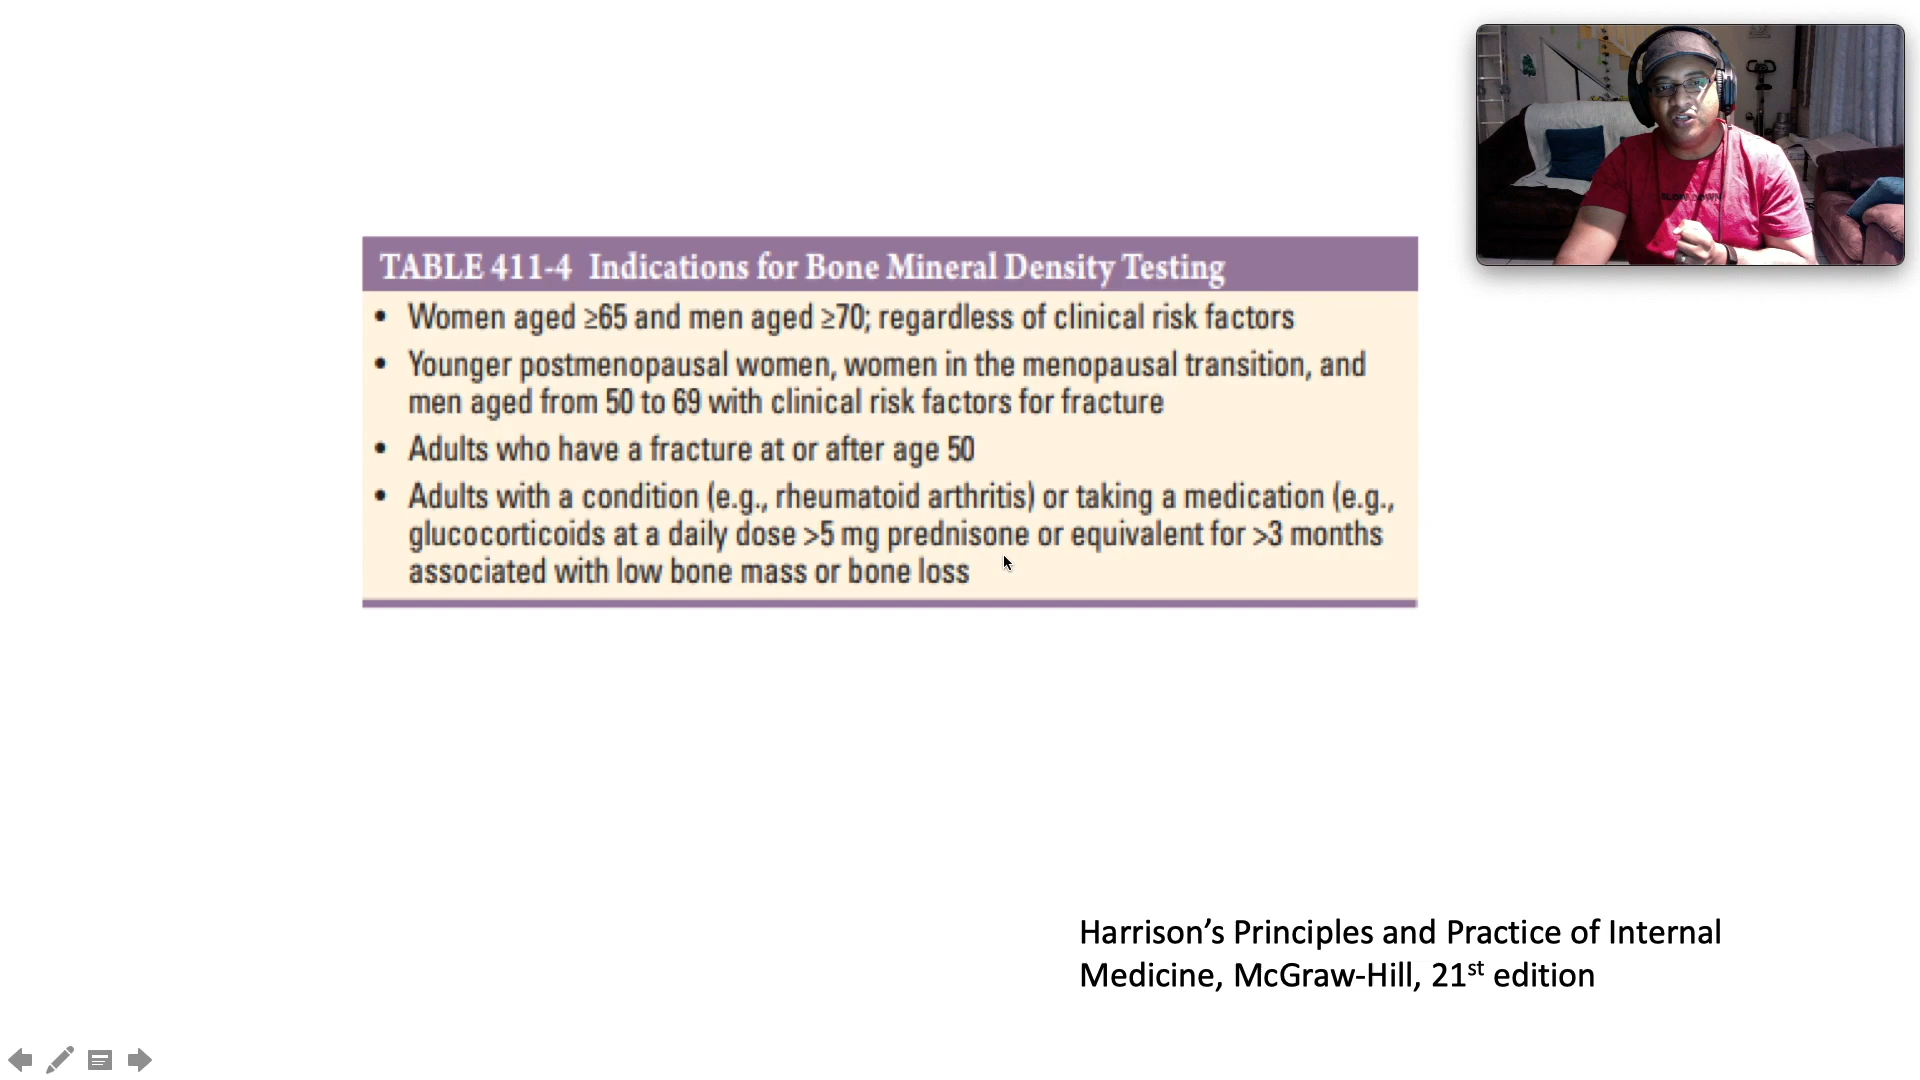 TABLE 411-4 Indications for Bone Mineral Density Testing
• Women aged ≥65 and men aged ≥70; regardless of clinical risk factors
• Younger postmenopausal women, women in the menopausal transition, and
men aged from 50 to 69 with clinical risk factors for fracture
• Adults who have a fracture at or after age 50
• Adults with a condition (e.g., rheumatoid arthritis) or taking a medication (e.g.,
glucocorticoids at a daily dose >5 mg prednisone or equivalent for >3 months
associated with low bone mass or bone loss
SLOW DOWN
Harrison’s Principles and Practice of Internal
Medicine, McGraw-Hill, 21st edition